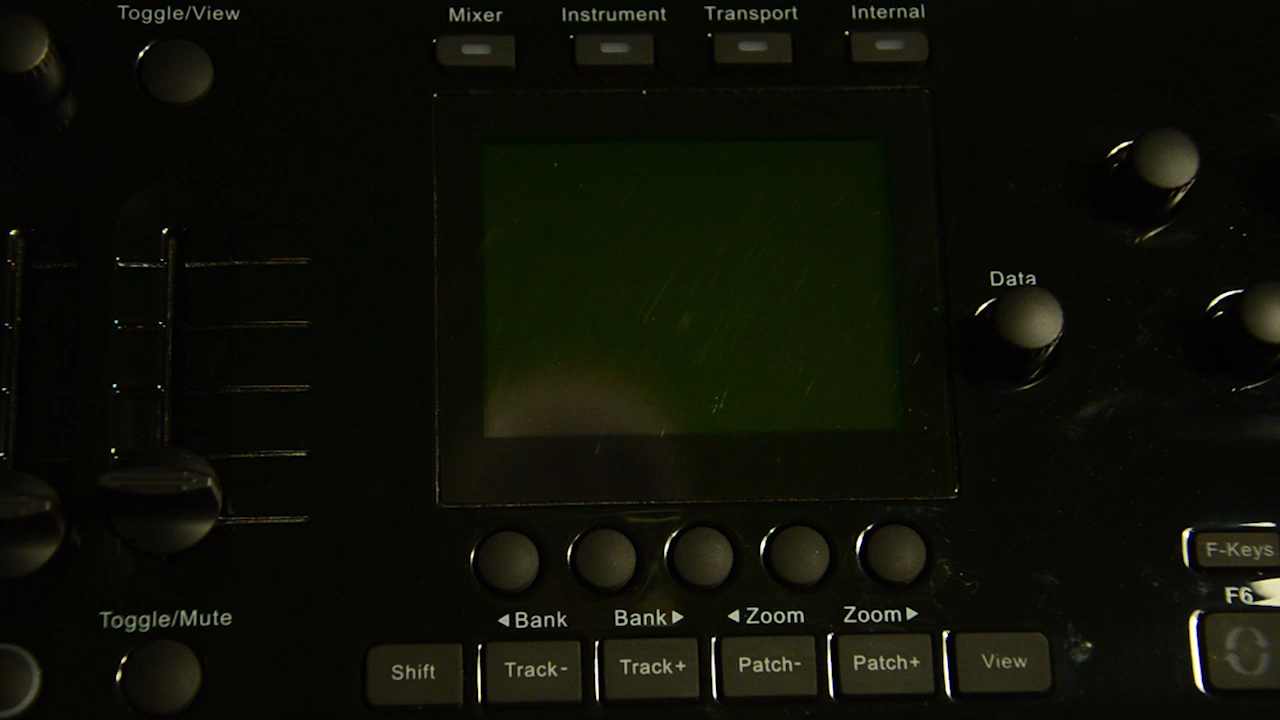 Toggle/View
Mixer Instrument Transport Internal
Data
F-Keys
F6
Toggle/Mute
◀Bank Bank▶ ◀Zoom Zoom▶
Shift Track- Track+ Patch- Patch+ View